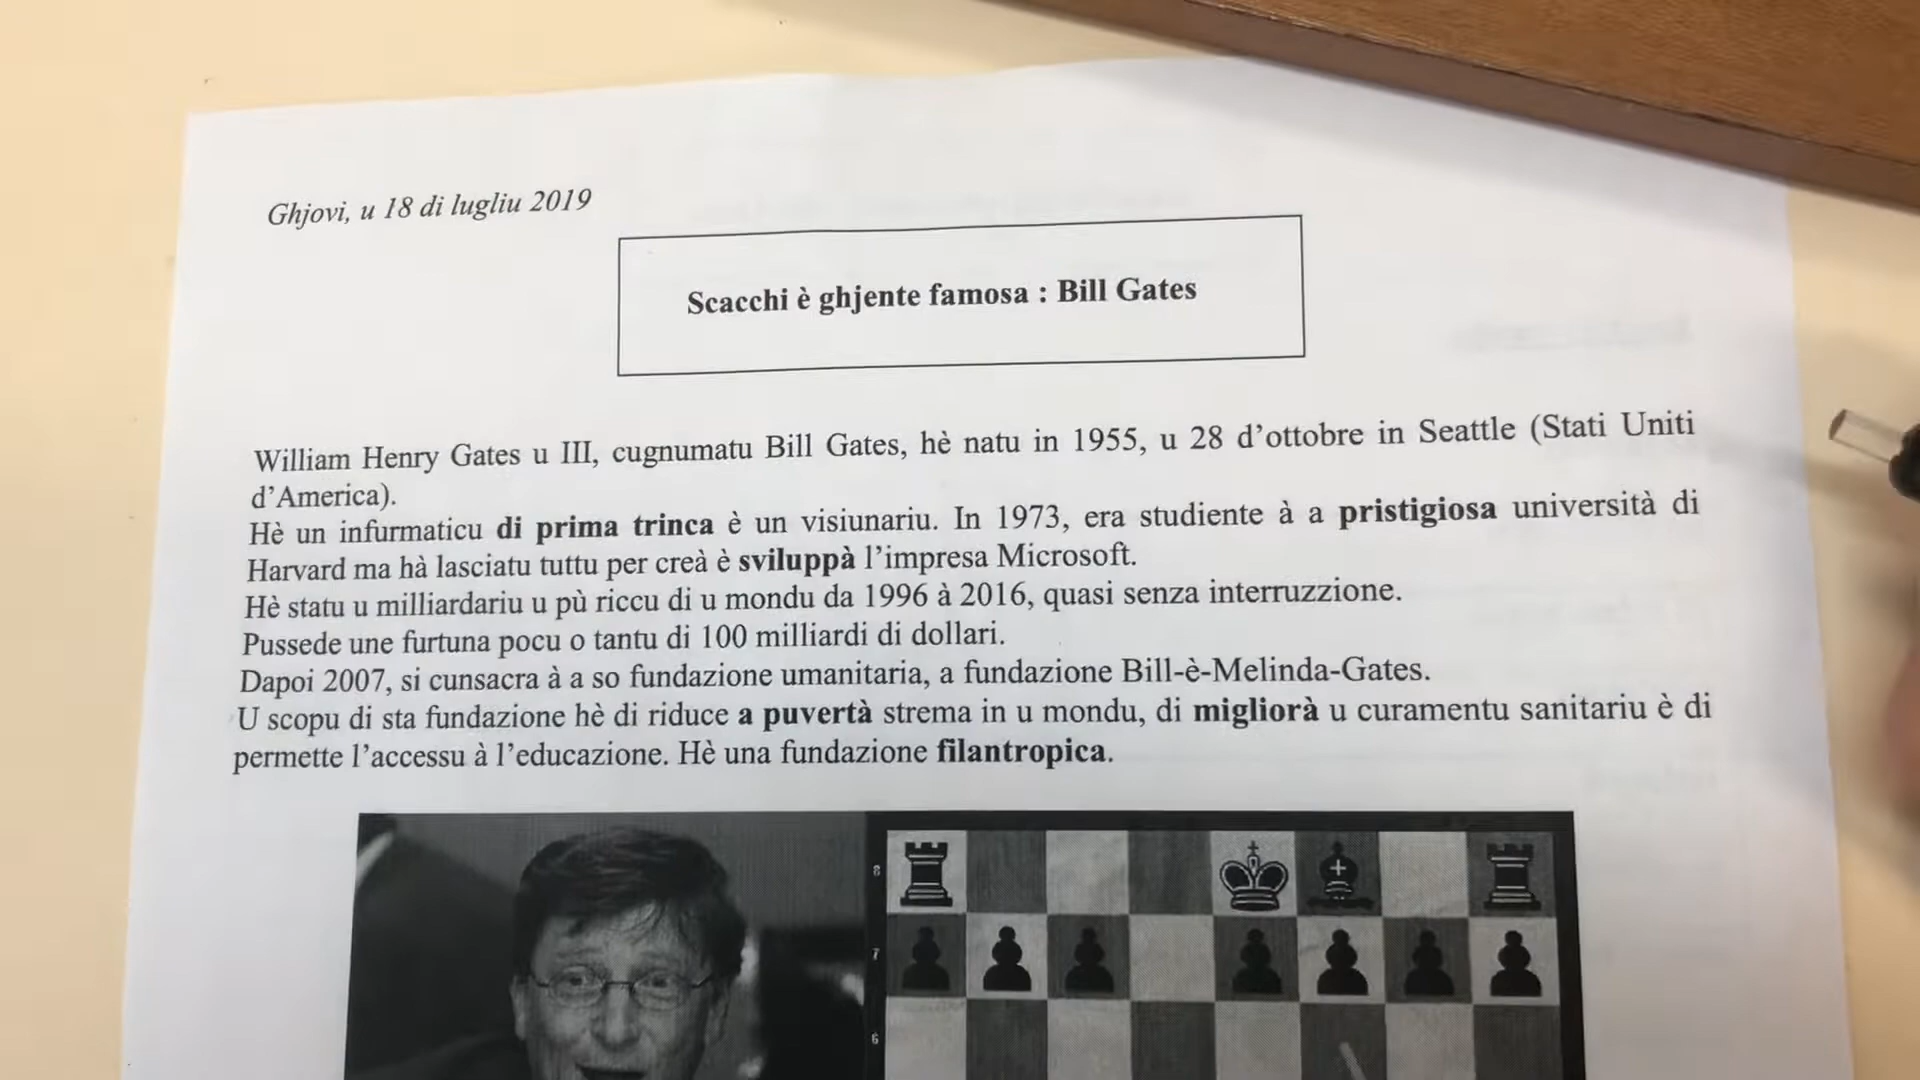 Ghjovi, u 18 di lugliu 2019
Scacchi è ghjente famosa : Bill Gates
William Henry Gates u III, cugnumatu Bill Gates, hè natu in 1955, u 28 d’ottobre in Seattle (Stati Uniti
d’America).
Hè un infurmaticu di prima trinca è un visiunariu. In 1973, era studiente à a pristigiosa università di
Harvard ma hà lasciatu tuttu per creà è sviluppà l’impresa Microsoft.
Hè statu u milliardariu u pù riccu di u mondu da 1996 à 2016, quasi senza interruzzione.
Pussede une furtuna pocu o tantu di 100 milliardi di dollari.
Dapoi 2007, si cunsacra à a so fundazione umanitaria, a fundazione Bill-è-Melinda-Gates.
U scopu di sta fundazione hè di riduce a puvertà strema in u mondu, di migliorà u curamentu sanitariu è di
permette l’accessu à l’educazione. Hè una fundazione filantropica.
8
7
6